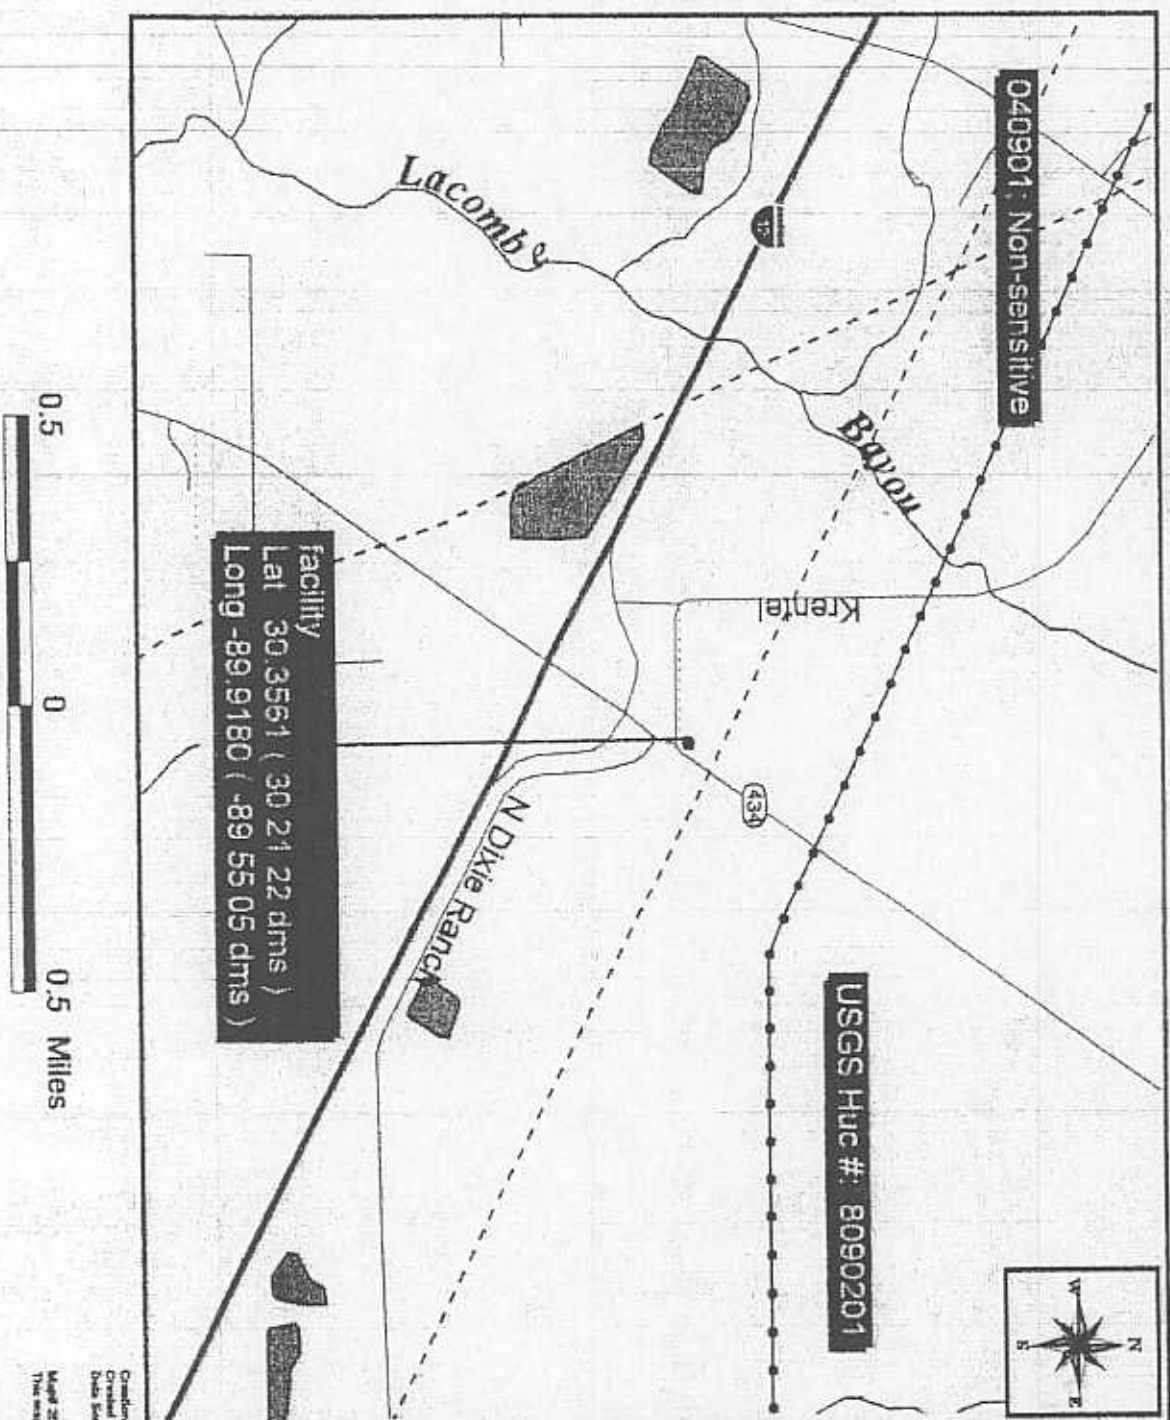 040901; Non-sensitive
USGS Huc #: 8090201
N
W
E
S
Bayou
Krentel
434
12
Lacombe
N Dixie Ranch
facility
Lat 30.3561 ( 30 21 22 dms )
Long -89.9180 ( -89 55 05 dms )
0.5 0 0.5 Miles